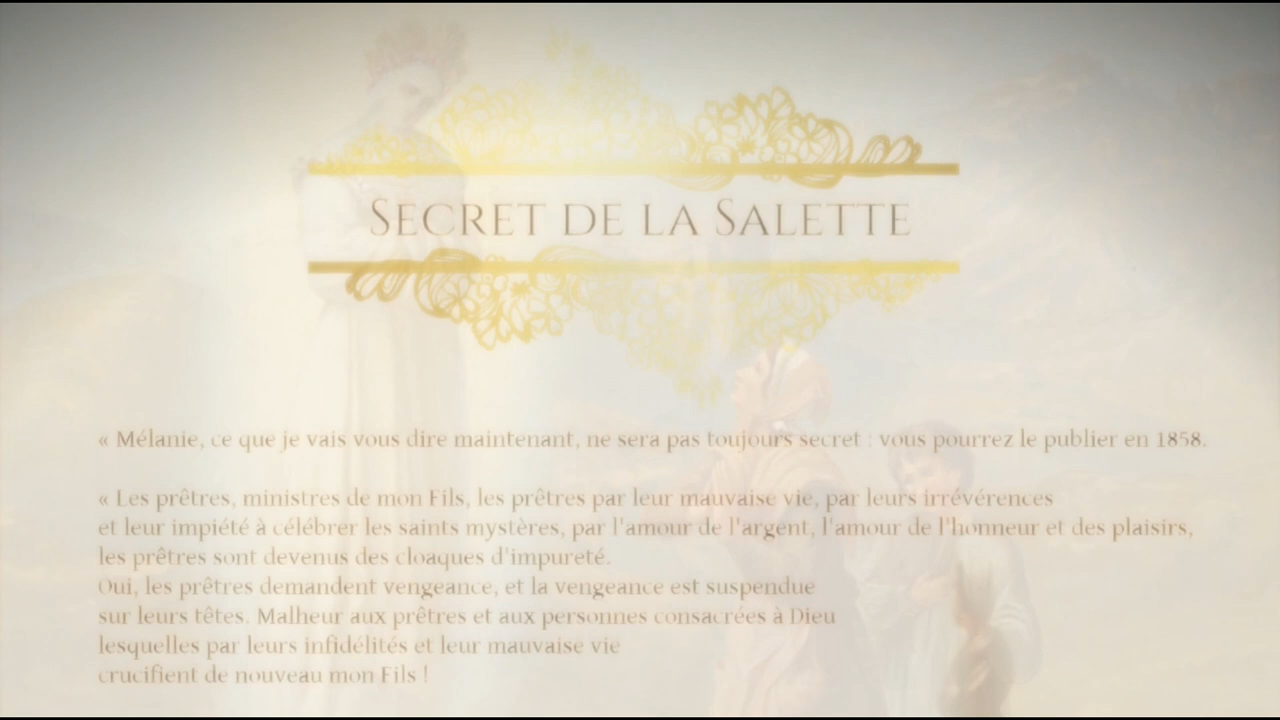 Secret de la Salette
« Mélanie, ce que je vais vous dire maintenant, ne sera pas toujours secret : vous pourrez le publier en 1858.
« Les prêtres, ministres de mon Fils, les prêtres par leur mauvaise vie, par leurs irrévérences
et leur impiété à célébrer les saints mystères, par l'amour de l'argent, l'amour de l'honneur et des plaisirs,
les prêtres sont devenus des cloaques d'impureté.
Oui, les prêtres demandent vengeance, et la vengeance est suspendue
sur leurs têtes. Malheur aux prêtres et aux personnes consacrées à Dieu
lesquelles par leurs infidélités et leur mauvaise vie
crucifient de nouveau mon Fils !